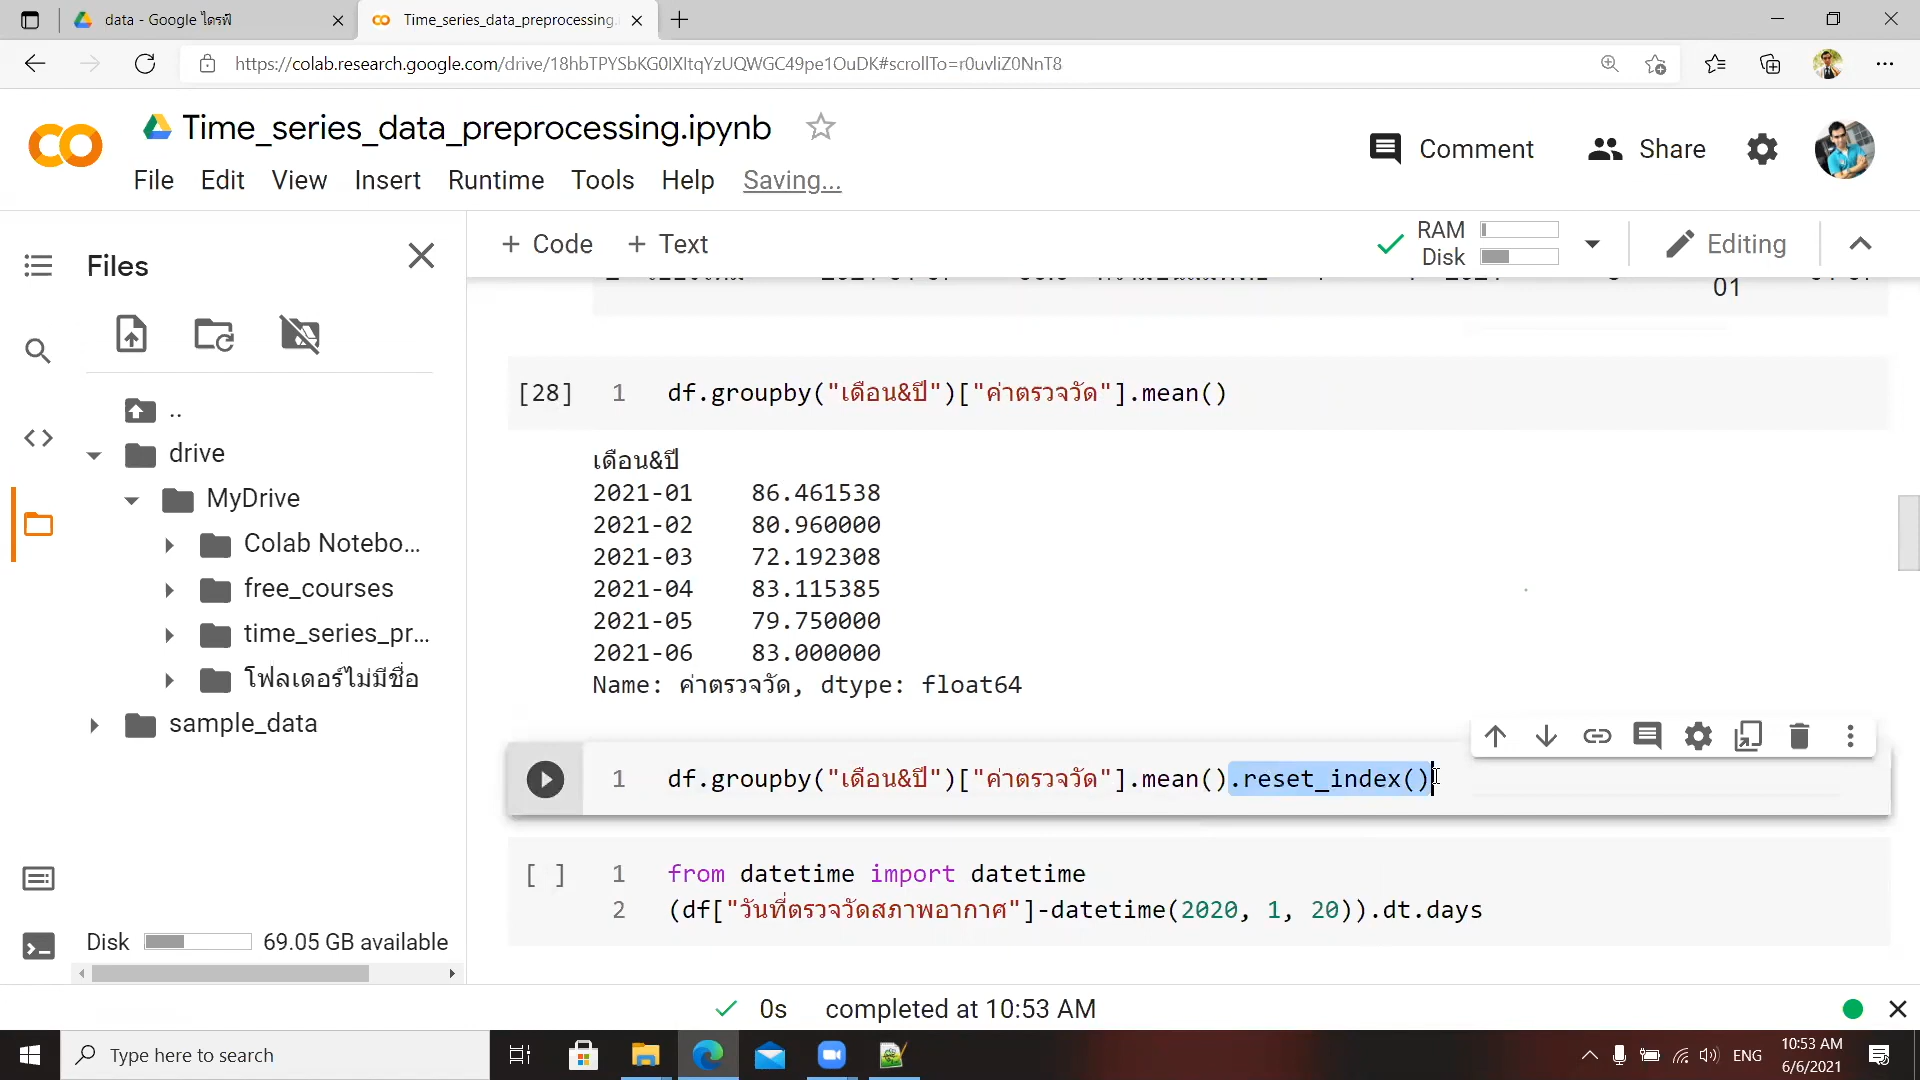 data - Google ไดรฟ์
Time_series_data_preprocessing.
https://colab.research.google.com/drive/18hbTPYSbKG0IXItqYzUQWGC49pe1OuDK#scrollTo=r0uvliZ0NnT8
CO
Time_series_data_preprocessing.ipynb
Comment
Share
File Edit View Insert Runtime Tools Help Saving...
+ Code + Text
RAM
Disk
Editing
Files
01
..
drive
MyDrive
Colab Notebo...
free_courses
time_series_pr...
โฟลเดอร์ไม่มีชื่อ
sample_data
Disk 69.05 GB available
[28] 1 df.groupby("เดือน&ปี")["ค่าตรวจวัด"].mean()
เดือน&ปี
2021-01 86.461538
2021-02 80.960000
2021-03 72.192308
2021-04 83.115385
2021-05 79.750000
2021-06 83.000000
Name: ค่าตรวจวัด, dtype: float64
1 df.groupby("เดือน&ปี")["ค่าตรวจวัด"].mean().reset_index()
[ ] 1 from datetime import datetime
2 (df["วันที่ตรวจวัดสภาพอากาศ"]-datetime(2020, 1, 20)).dt.days
0s completed at 10:53 AM
Type here to search
ENG
10:53 AM
6/6/2021